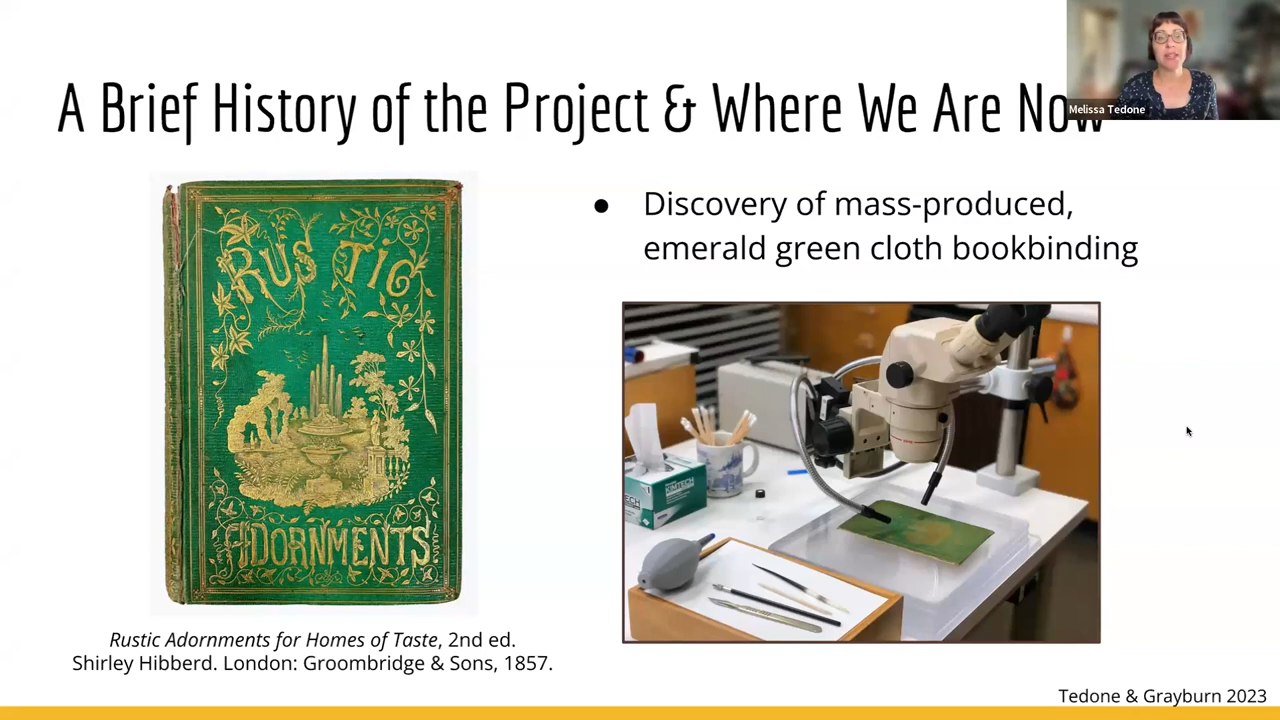 A Brief History of the Project & Where We Are Now
Melissa Tedone
RUSTIC
ADORNMENTS
● Discovery of mass-produced,
emerald green cloth bookbinding
KIMTECH
Rustic Adornments for Homes of Taste, 2nd ed.
Shirley Hibberd. London: Groombridge & Sons, 1857.
Tedone & Grayburn 2023